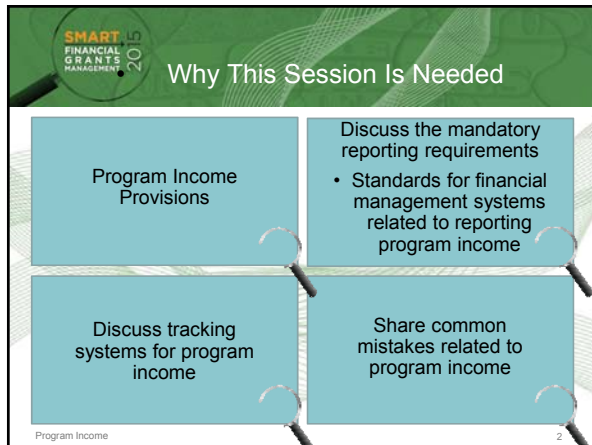 SMART
FINANCIAL
GRANTS
MANAGEMENT
2015
Why This Session Is Needed
Program Income
Provisions
Discuss the mandatory
reporting requirements
• Standards for financial
management systems
related to reporting
program income
Discuss tracking
systems for program
income
Share common
mistakes related to
program income
Program Income
2